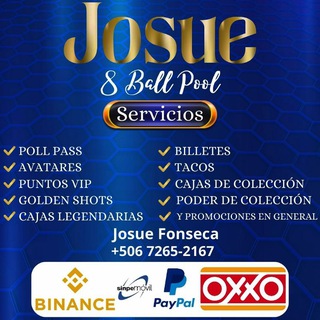 Josue
8 Ball Pool
Servicios
POLL PASS
AVATARES
PUNTOS VIP
GOLDEN SHOTS
CAJAS LEGENDARIAS
BILLETES
TACOS
CAJAS DE COLECCIÓN
PODER DE COLECCIÓN
Y PROMOCIONES EN GENERAL
Josue Fonseca
+506 7265-2167
BINANCE
sinpe móvil
PayPal
OXXO